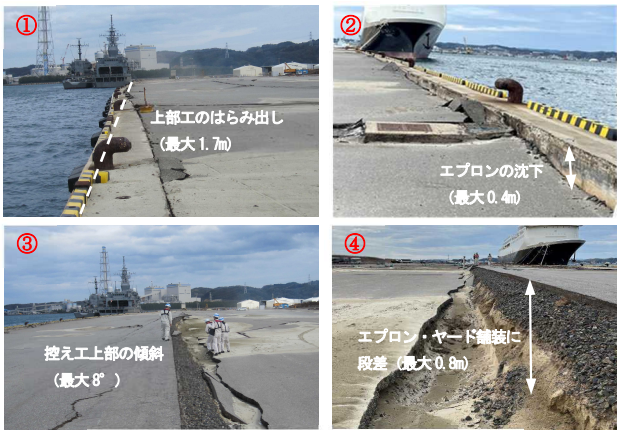 ①
上部工のはらみ出し
(最大1.7m)
②
エプロンの沈下
(最大0.4m)
③
控え工上部の傾斜
(最大8°)
④
エプロン・ヤード舗装に
段差 (最大0.8m)